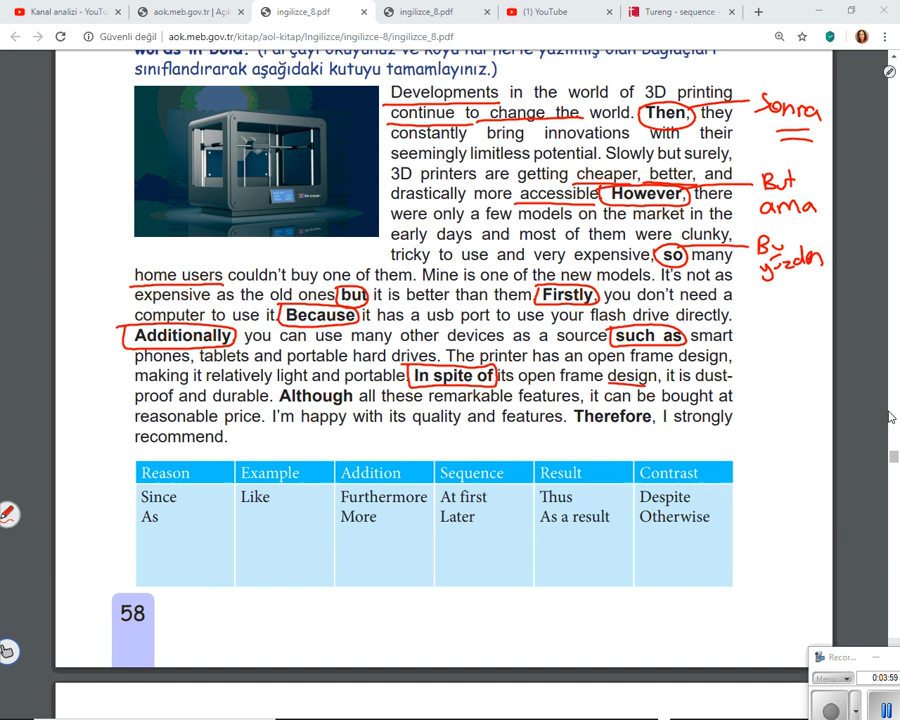 Kanal analizi - YouTu
aok.meb.gov.tr | Açık
ingilizce_8.pdf
ingilizce_8.pdf
(1) YouTube
Tureng - sequence -
Güvenli değil
aok.meb.gov.tr/kitap/aol-kitap/Ingilizce/ingilizce-8/ingilizce_8.pdf
sınıflandırarak aşağıdaki kutuyu tamamlayınız.)
Developments in the world of 3D printing
continue to change the world. Then, they
constantly bring innovations with their
seemingly limitless potential. Slowly but surely,
3D printers are getting cheaper, better, and
drastically more accessible. However, there
were only a few models on the market in the
early days and most of them were clunky,
tricky to use and very expensive, so many
home users couldn't buy one of them. Mine is one of the new models. It's not as
expensive as the old ones but it is better than them. Firstly, you don't need a
computer to use it. Because it has a usb port to use your flash drive directly.
Additionally, you can use many other devices as a source such as smart
phones, tablets and portable hard drives. The printer has an open frame design,
making it relatively light and portable. In spite of its open frame design, it is dust-
proof and durable. Although all these remarkable features, it can be bought at
reasonable price. I'm happy with its quality and features. Therefore, I strongly
recommend.
Sonra
But
ama
Bu
yüzden
Reason Example Addition Sequence Result Contrast
Since Like Furthermore At first Thus Despite
As More Later As a result Otherwise
58
Recor...
Menu
0:03:59